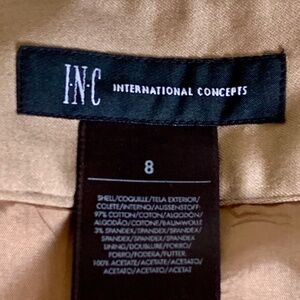 I·N·C INTERNATIONAL CONCEPTS
8
SHELL/COQUILLE/TELA EXTERIOR
COLETE/INTERNO/AUSSENSTOFF
97% COTTON/COTON/ALGODÓN
ALGODÃO/COTONE/BAUMWOLLE
3% SPANDEX/SPANDEX/SPANDEX
SPANDEX/SPANDEX/SPANDEX
LINING/DOUBLURE/FORRO
FORRO/FODERA/FUTTER
100% ACETATE/ACETATE/ACETATO
ACETATO/ACETATO/ACETAT